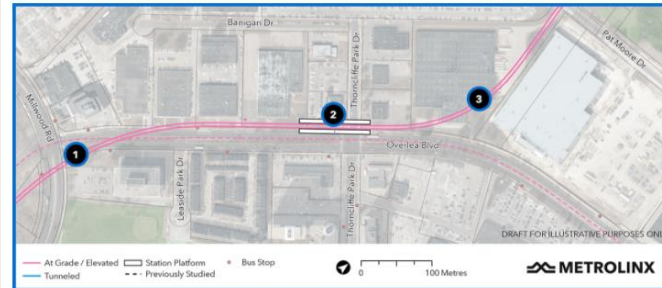 Banigan Dr
Pat Moore Dr
Millwood Rd
Thorncliffe Park Dr
2
3
1
Overlea Blvd
Leaside Park Dr
Thorncliffe Park Dr
DRAFT FOR ILLUSTRATIVE PURPOSES ONL
At Grade / Elevated
Station Platform
Bus Stop
Tunneled
Previously Studied
0
100 Metres
METROLINX